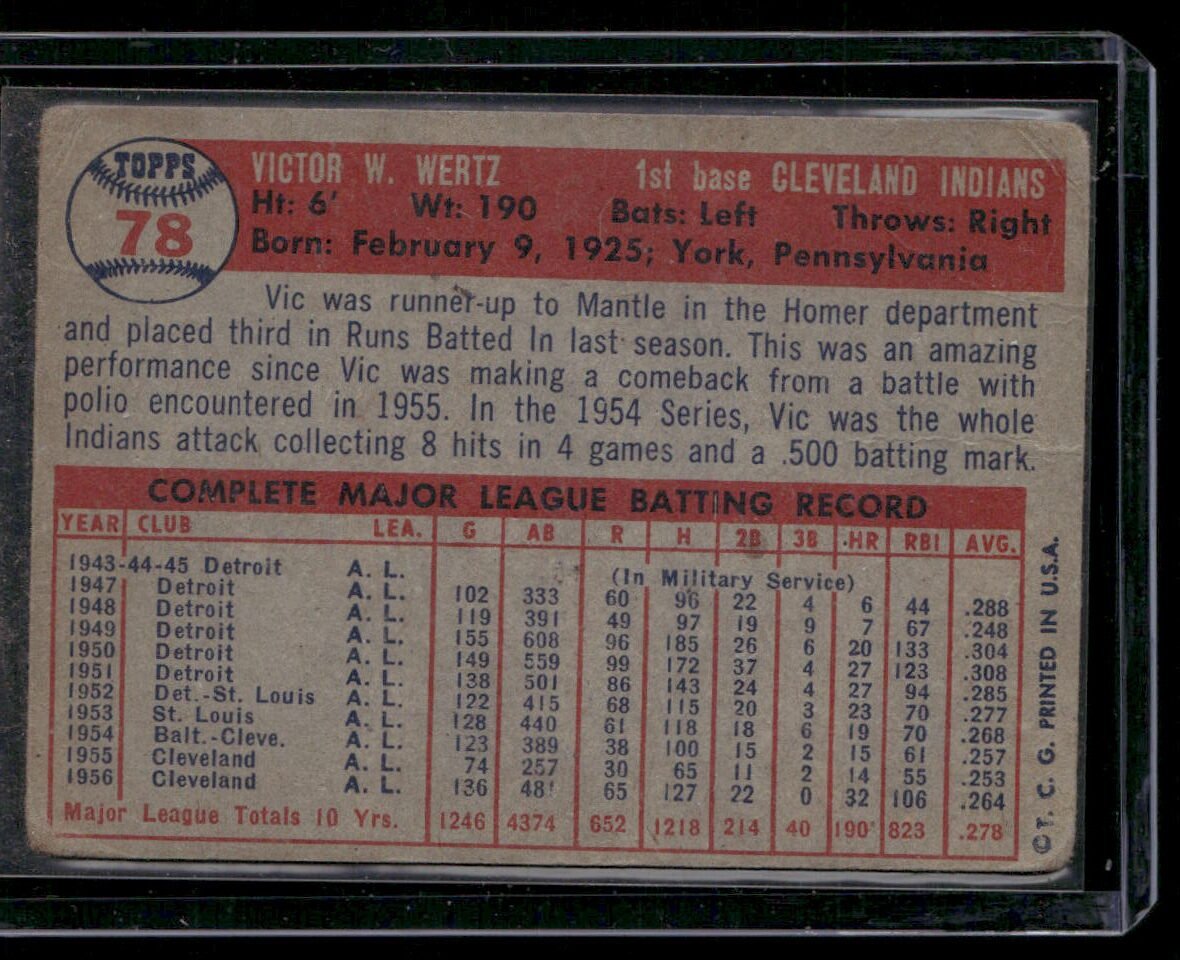 TOPPS
78
VICTOR W. WERTZ 1st base CLEVELAND INDIANS
Ht: 6' Wt: 190 Bats: Left Throws: Right
Born: February 9, 1925; York, Pennsylvania
Vic was runner-up to Mantle in the Homer department
and placed third in Runs Batted In last season. This was an amazing
performance since Vic was making a comeback from a battle with
polio encountered in 1955. In the 1954 Series, Vic was the whole
Indians attack collecting 8 hits in 4 games and a .500 batting mark.
COMPLETE MAJOR LEAGUE BATTING RECORD
YEAR CLUB LEA. G AB R H 2B 3B HR RBI AVG.
1943-44-45 Detroit A. L. (In Military Service)
1947 Detroit A. L. 102 333 60 96 22 4 6 44 .288
1948 Detroit A. L. 119 391 49 97 19 9 7 67 .248
1949 Detroit A. L. 155 608 96 185 26 6 20 133 .304
1950 Detroit A. L. 149 559 99 172 37 4 27 123 .308
1951 Detroit A. L. 138 501 86 143 24 4 27 94 .285
1952 Det.-St. Louis A. L. 122 415 68 115 20 3 23 70 .277
1953 St. Louis A. L. 128 440 61 118 18 6 19 70 .268
1954 Balt.-Cleve. A. L. 123 389 38 100 15 2 15 61 .257
1955 Cleveland A. L. 74 257 30 65 11 2 14 55 .253
1956 Cleveland A. L. 136 481 65 127 22 0 32 106 .264
Major League Totals 10 Yrs. 1246 4374 652 1218 214 40 190 823 .278
©T. C. G. PRINTED IN U.S.A.